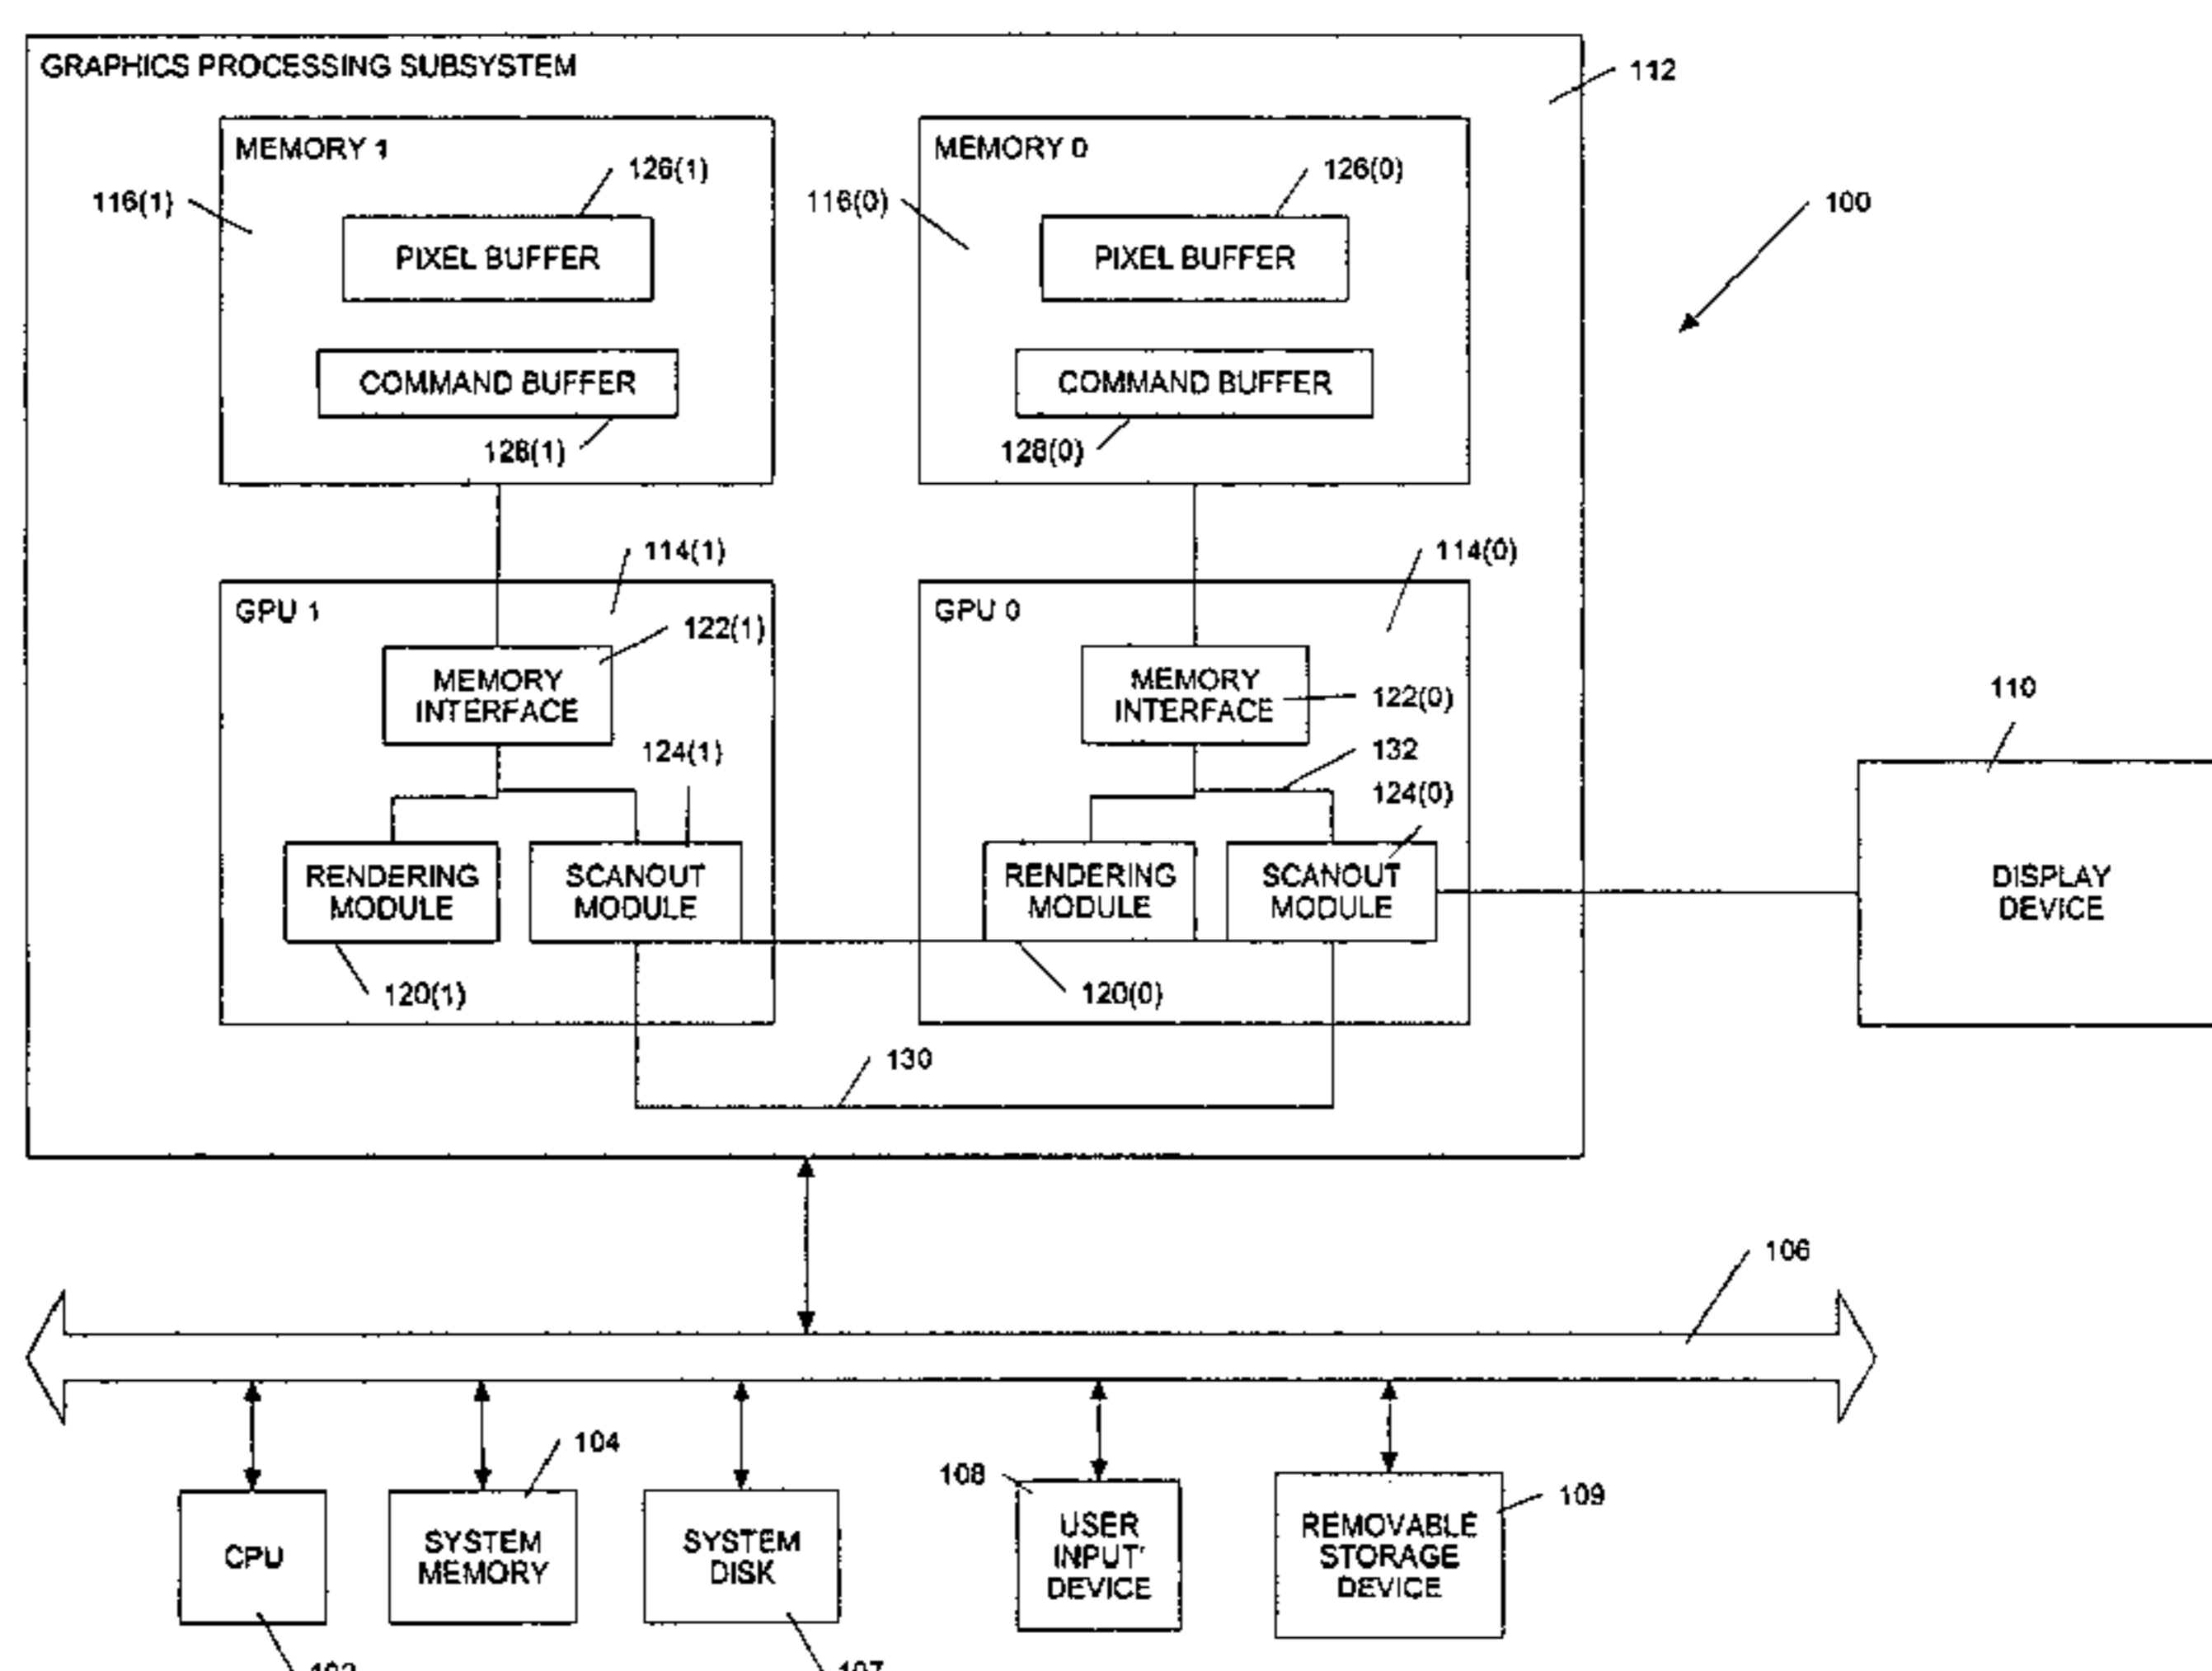 GRAPHICS PROCESSING SUBSYSTEM
112
MEMORY 1
126(1)
116(1)
PIXEL BUFFER
COMMAND BUFFER
128(1)
MEMORY 0
126(0)
116(0)
PIXEL BUFFER
COMMAND BUFFER
128(0)
100
114(1)
GPU 1
122(1)
MEMORY
INTERFACE
124(1)
RENDERING
MODULE
SCANOUT
MODULE
120(1)
114(0)
GPU 0
MEMORY
INTERFACE
122(0)
132
124(0)
RENDERING
MODULE
SCANOUT
MODULE
120(0)
130
110
DISPLAY
DEVICE
106
104
108
109
CPU
SYSTEM
MEMORY
SYSTEM
DISK
USER
INPUT
DEVICE
REMOVABLE
STORAGE
DEVICE
107